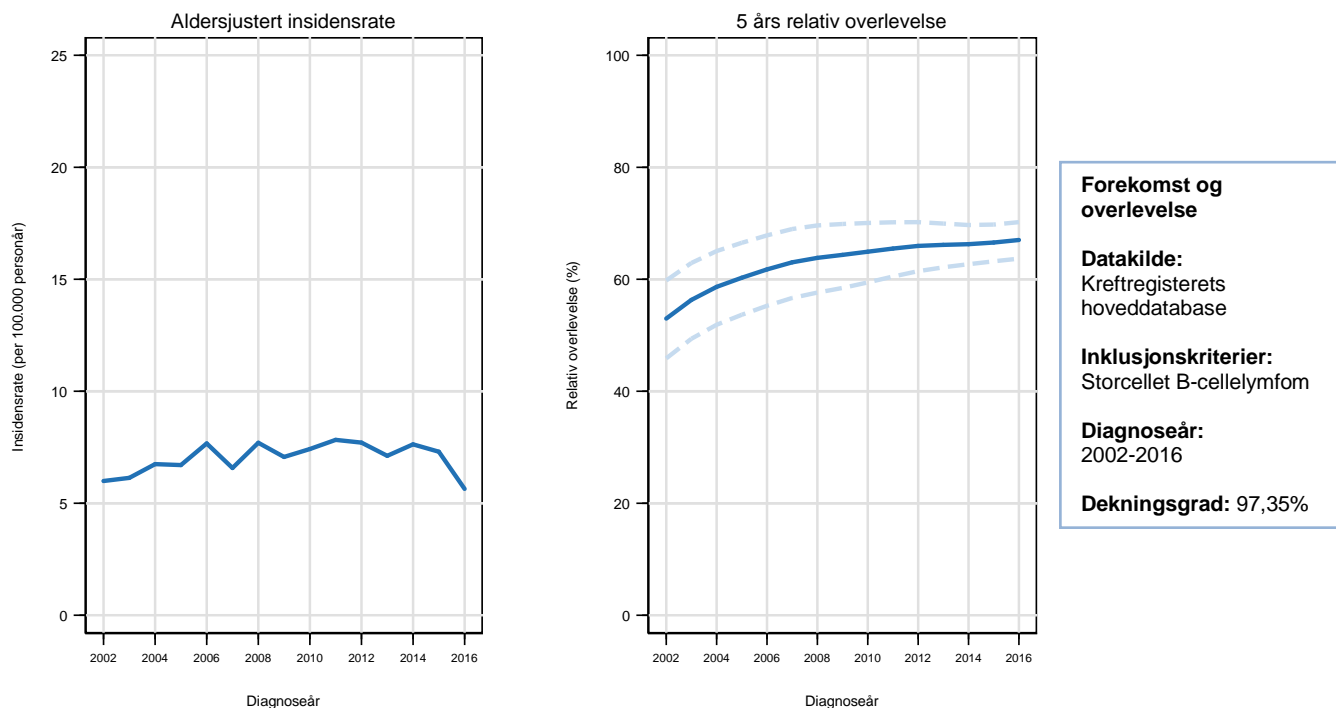 Aldersjustert insidensrate
25
20
15
10
5
0
Insidensrate (per 100.000 personår)
2002 2004 2006 2008 2010 2012 2014 2016
Diagnoseår
5 års relativ overlevelse
100
80
60
40
20
0
Relativ overlevelse (%)
2002 2004 2006 2008 2010 2012 2014 2016
Diagnoseår
Forekomst og
overlevelse
Datakilde:
Kreftregisterets
hoveddatabase
Inklusjonskriterier:
Storcellet B-cellelymfom
Diagnoseår:
2002-2016
Dekningsgrad: 97,35%